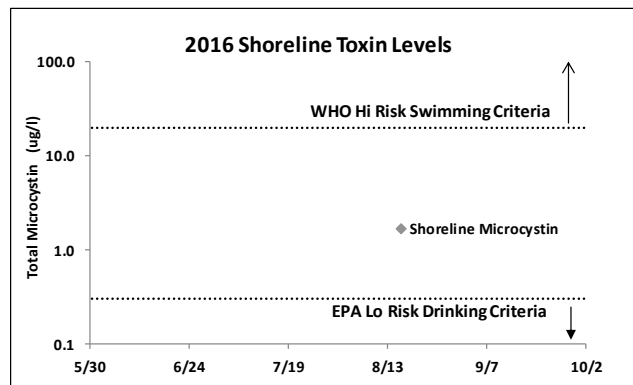 2016 Shoreline Toxin Levels
100.0
WHO Hi Risk Swimming Criteria
10.0
Total Microcystin (ug/l)
Shoreline Microcystin
1.0
EPA Lo Risk Drinking Criteria
0.1
5/30 6/24 7/19 8/13 9/7 10/2